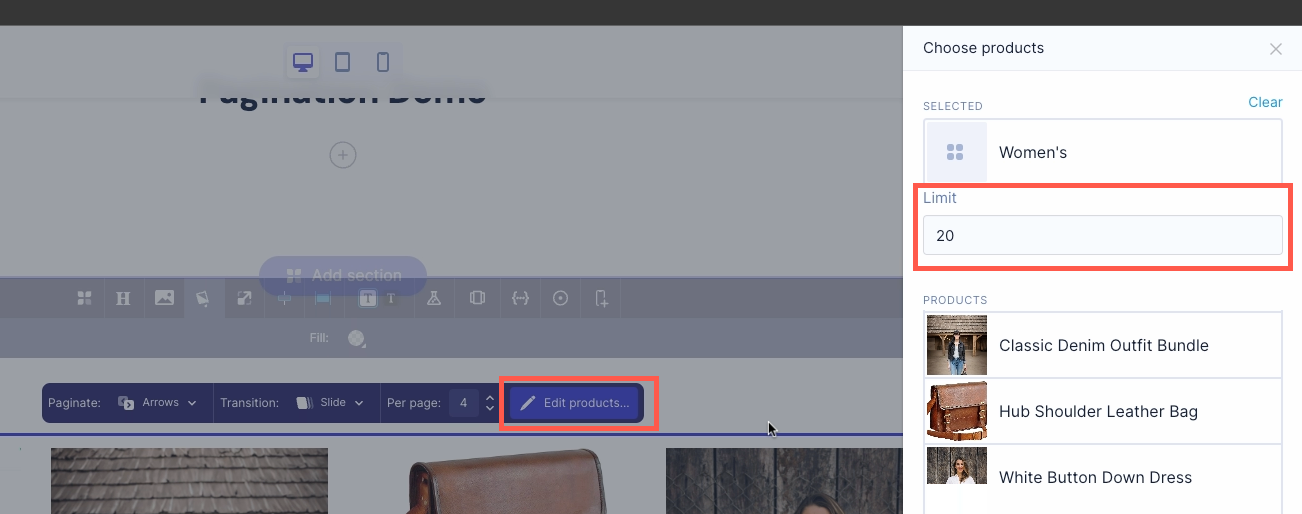 Pagination Demo
Add section
H
T T
Fill:
Paginate: Arrows Transition: Slide Per page: 4 Edit products...
Choose products
SELECTED Clear
Women's
Limit
20
PRODUCTS
Classic Denim Outfit Bundle
Hub Shoulder Leather Bag
White Button Down Dress